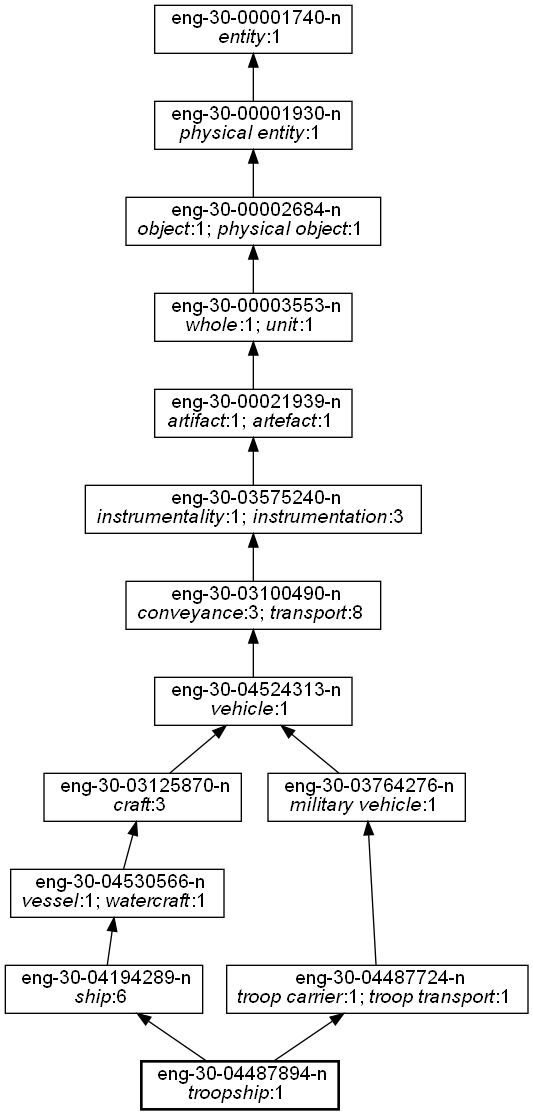 eng-30-00001740-n
entity:1
eng-30-00001930-n
physical entity:1
eng-30-00002684-n
object:1; physical object:1
eng-30-00003553-n
whole:1; unit:1
eng-30-00021939-n
artifact:1; artefact:1
eng-30-03575240-n
instrumentality:1; instrumentation:3
eng-30-03100490-n
conveyance:3; transport:8
eng-30-04524313-n
vehicle:1
eng-30-03125870-n
craft:3
eng-30-03764276-n
military vehicle:1
eng-30-04530566-n
vessel:1; watercraft:1
eng-30-04194289-n
ship:6
eng-30-04487724-n
troop carrier:1; troop transport:1
eng-30-04487894-n
troopship:1